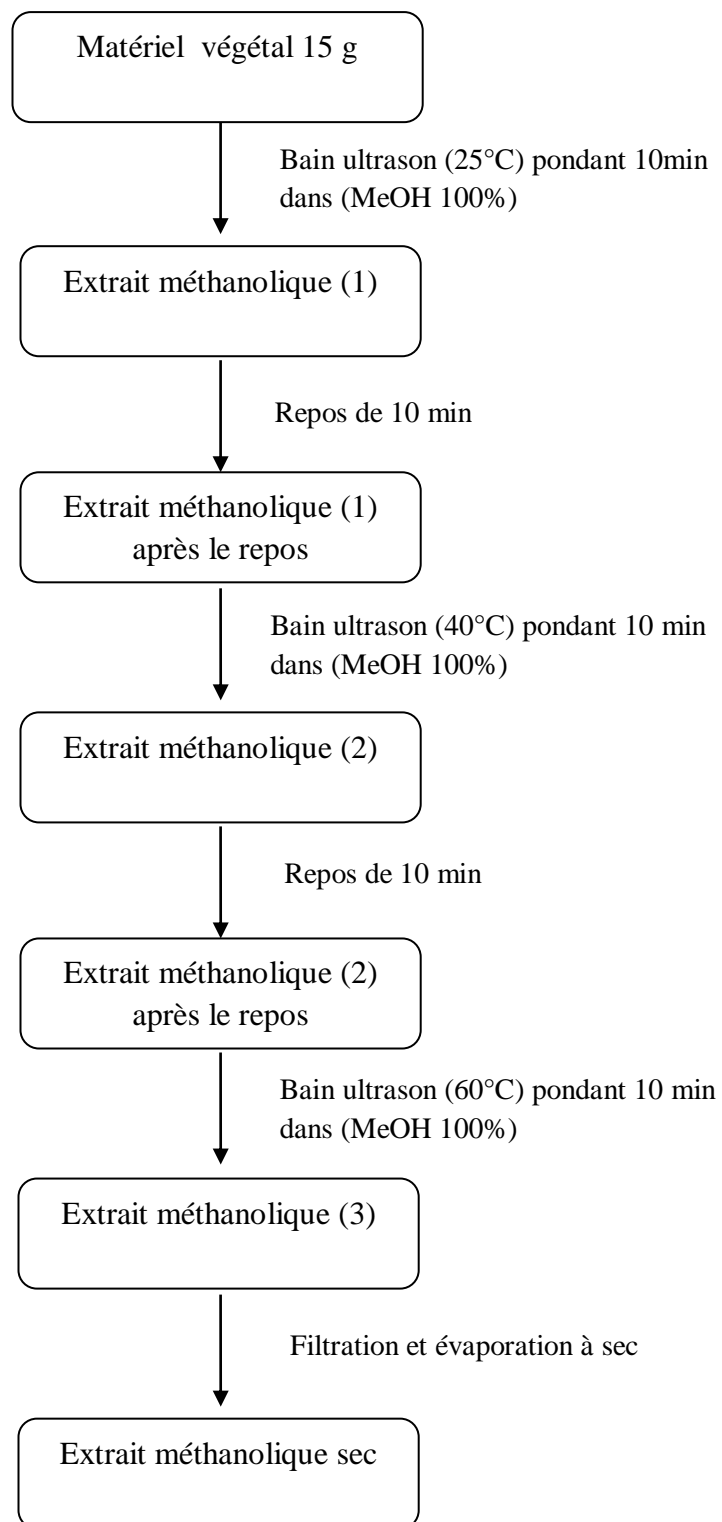 Matériel végétal 15 g
Bain ultrason (25°C) pondant 10min
dans (MeOH 100%)
Extrait méthanolique (1)
Repos de 10 min
Extrait méthanolique (1)
après le repos
Bain ultrason (40°C) pondant 10 min
dans (MeOH 100%)
Extrait méthanolique (2)
Repos de 10 min
Extrait méthanolique (2)
après le repos
Bain ultrason (60°C) pondant 10 min
dans (MeOH 100%)
Extrait méthanolique (3)
Filtration et évaporation à sec
Extrait méthanolique sec